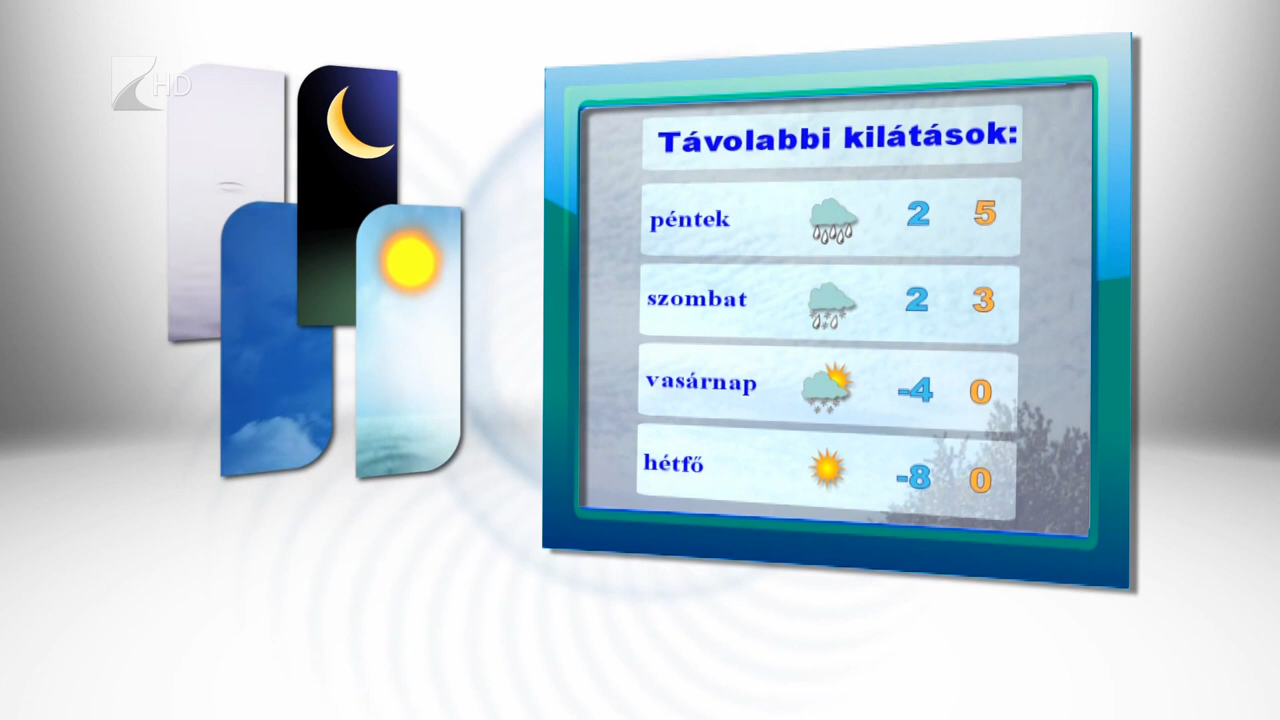 HD
Távolabbi kilátások:
péntek 2 5
szombat 2 3
vasárnap -4 0
hétfő -8 0